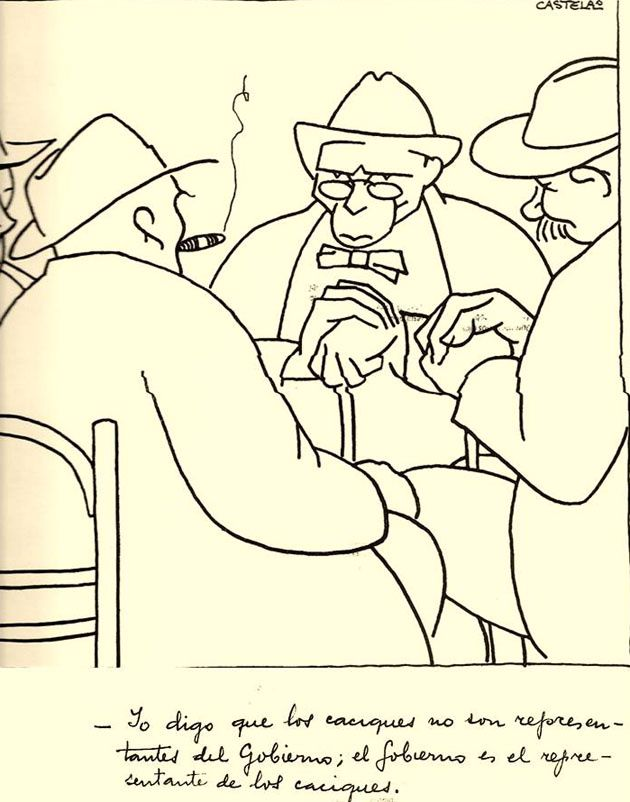 CASTELAO
— Yo digo que los caciques no son represen-
tantes del Gobierno; el Gobierno es el repre-
sentante de los caciques.